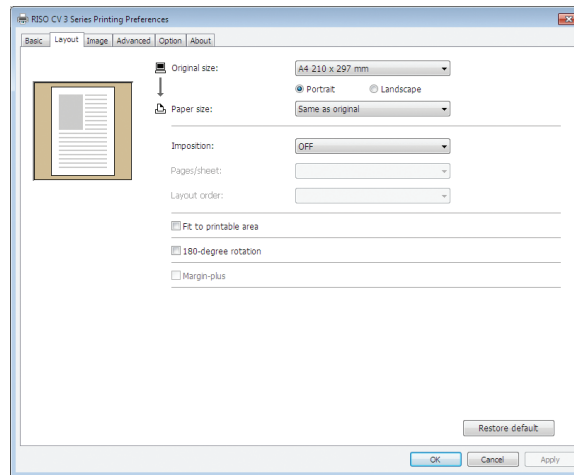 RISO CV 3 Series Printing Preferences
Basic Layout Image Advanced Option About
Original size: A4 210 x 297 mm
Portrait Landscape
Paper size: Same as original
Imposition: OFF
Pages/sheet:
Layout order:
Fit to printable area
180-degree rotation
Margin-plus
Restore default
OK Cancel Apply